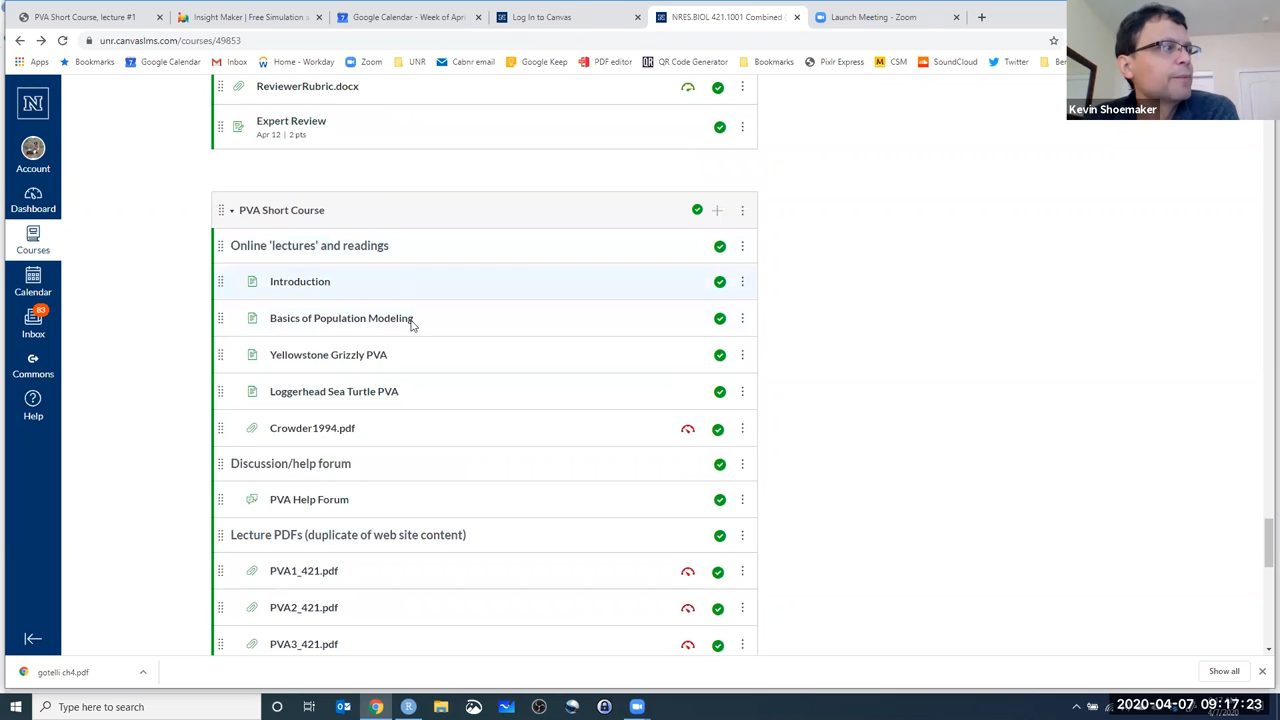 PVA Short Course, lecture #1
Insight Maker | Free Simulation a
Google Calendar - Week of Apri
Log In to Canvas
NRES.BIOL 421.1001 Combined (
Launch Meeting - Zoom
unr.canvaslms.com/courses/49853
Apps
Bookmarks
Google Calendar
Inbox
Home - Workday
Zoom
UNR
Cabnr email
Google Keep
PDF editor
QR Code Generator
Bookmarks
Pixlr Express
CSM
SoundCloud
Twitter
Ber
Kevin Shoemaker
N
Account
Dashboard
Courses
Calendar
83
Inbox
Commons
Help
ReviewerRubric.docx
Expert Review
Apr 12 | 2 pts
PVA Short Course
Online 'lectures' and readings
Introduction
Basics of Population Modeling
Yellowstone Grizzly PVA
Loggerhead Sea Turtle PVA
Crowder1994.pdf
Discussion/help forum
PVA Help Forum
Lecture PDFs (duplicate of web site content)
PVA1_421.pdf
PVA2_421.pdf
PVA3_421.pdf
gotelli ch4.pdf
Show all
Type here to search
2020-04-07 09:17:23